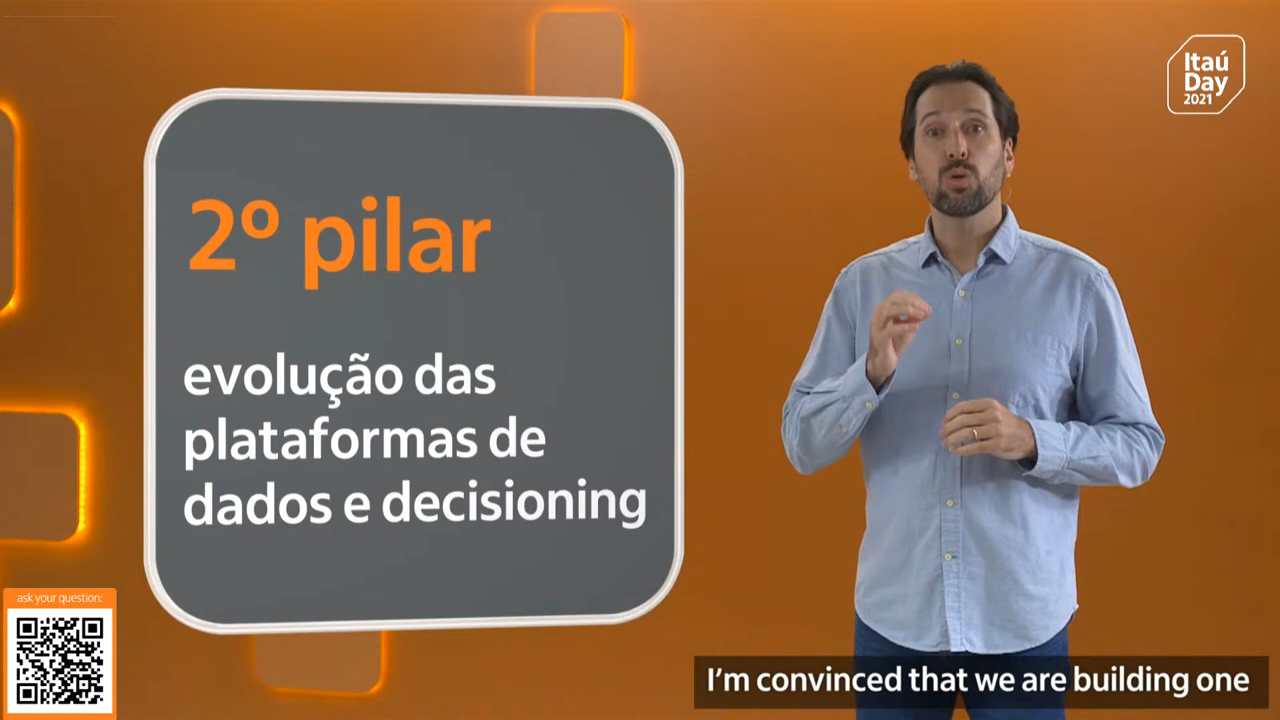 Itaú
Day
2021
2º pilar
evolução das
plataformas de
dados e decisioning
ask your question:
I'm convinced that we are building one